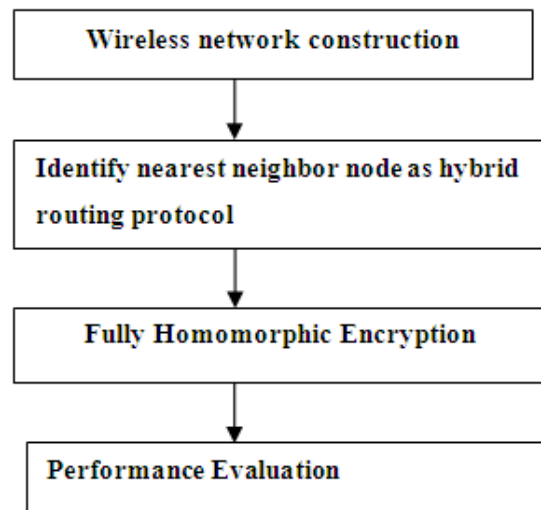 Wireless network construction
Identify nearest neighbor node as hybrid
routing protocol
Fully Homomorphic Encryption
Performance Evaluation